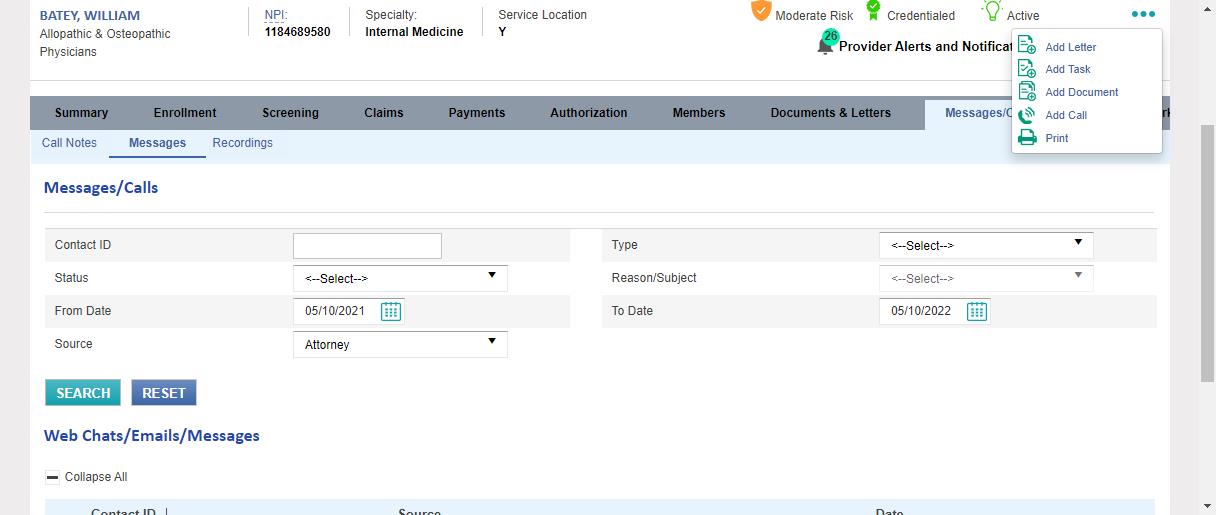 BATEY, WILLIAM
Allopathic & Osteopathic
Physicians
NPI:
1184689580
Specialty:
Internal Medicine
Service Location
Y
Moderate Risk
Credentialed
Active
26
Provider Alerts and Notificat
Add Letter
Add Task
Add Document
Add Call
Print
Summary Enrollment Screening Claims Payments Authorization Members Documents & Letters Messages/C
Call Notes Messages Recordings
Messages/Calls
Contact ID
Type <--Select-->
Status <--Select-->
Reason/Subject <--Select-->
From Date 05/10/2021
To Date 05/10/2022
Source Attorney
SEARCH RESET
Web Chats/Emails/Messages
Collapse All
Contact ID Source Date